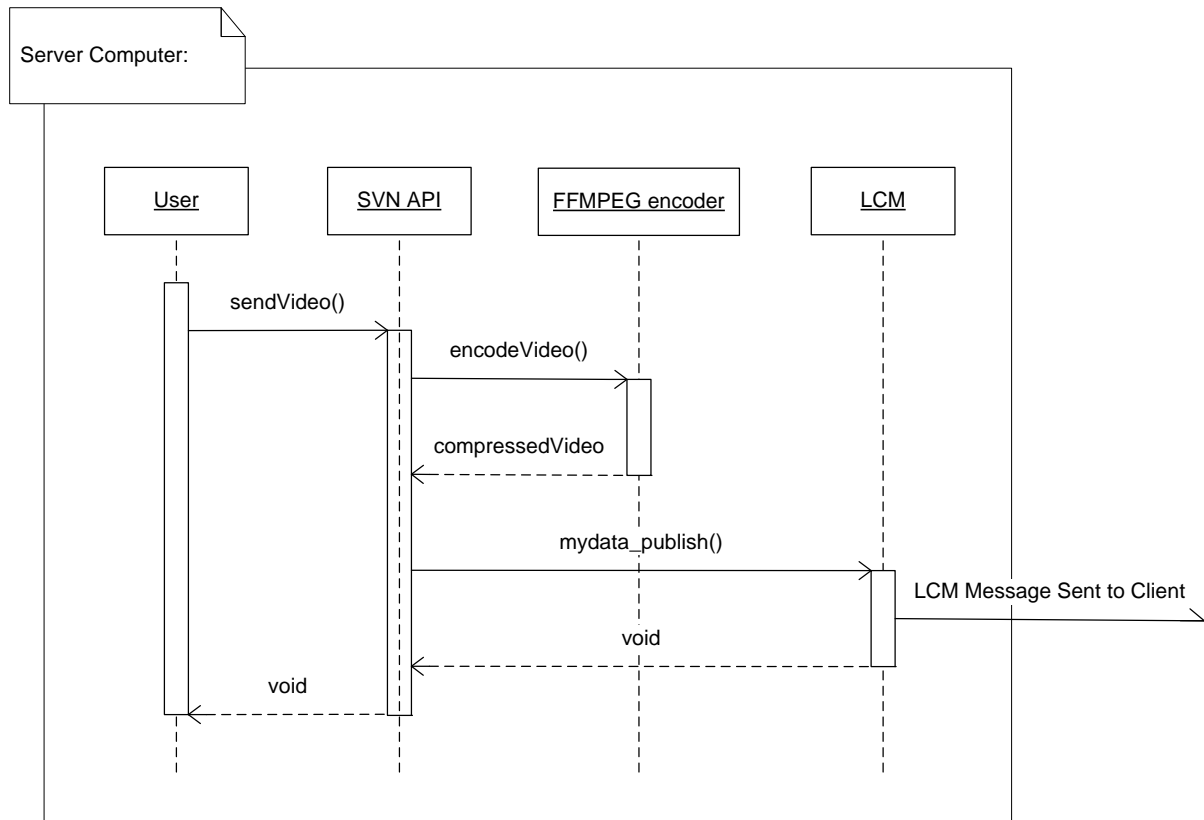 Server Computer:
User
SVN API
FFMPEG encoder
LCM
sendVideo()
encodeVideo()
compressedVideo
mydata_publish()
LCM Message Sent to Client
void
void